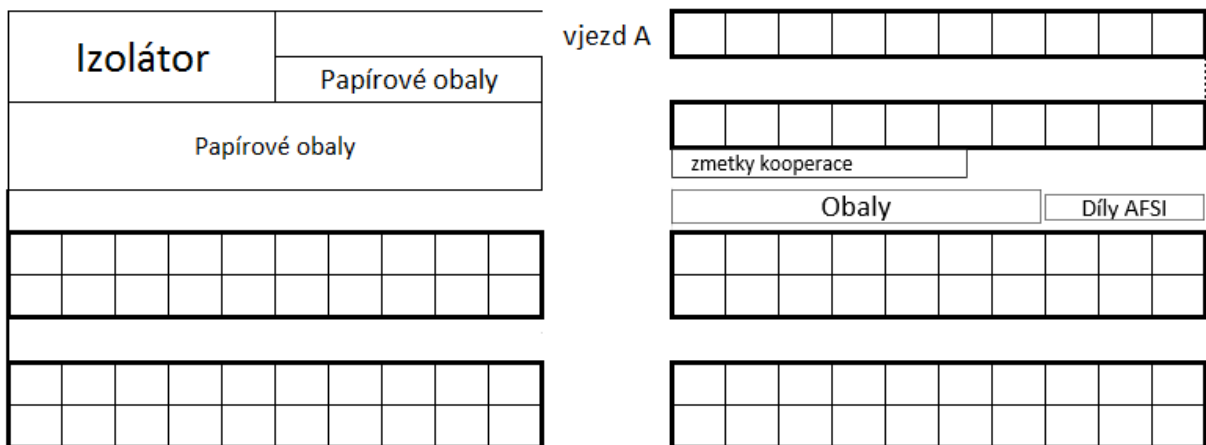 Izolátor
Papírové obaly
Papírové obaly
vjezd A
zmetky kooperace
Obaly
Díly AFSI